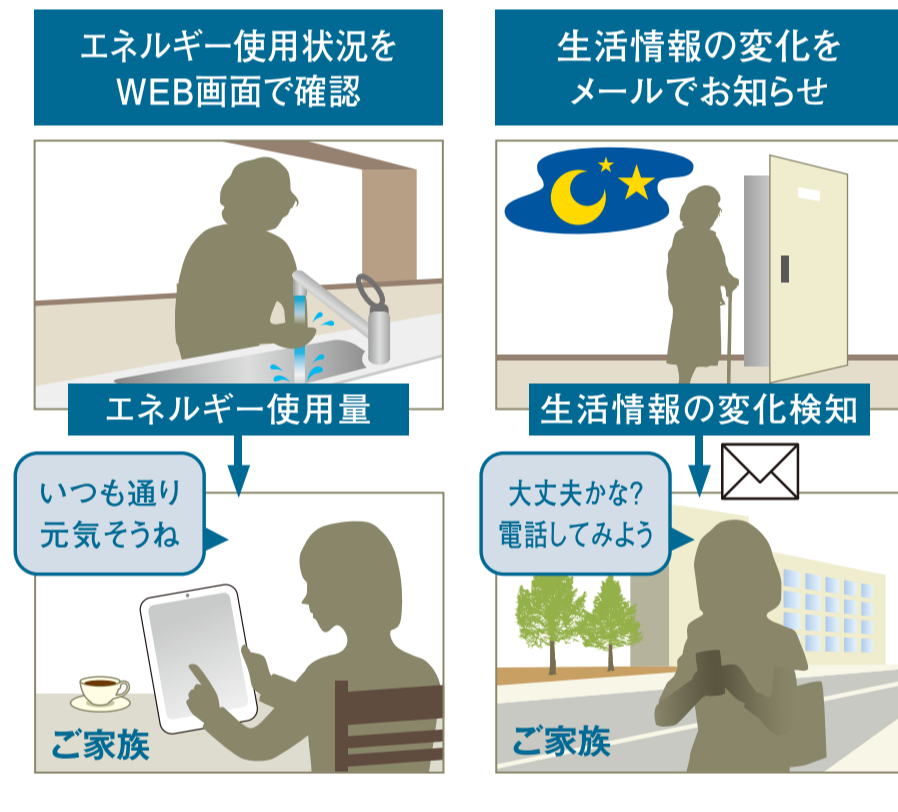 エネルギー使用状況を
WEB画面で確認
エネルギー使用量
いつも通り
元気そうね
ご家族
生活情報の変化を
メールでお知らせ
生活情報の変化検知
大丈夫かな?
電話してみよう
ご家族